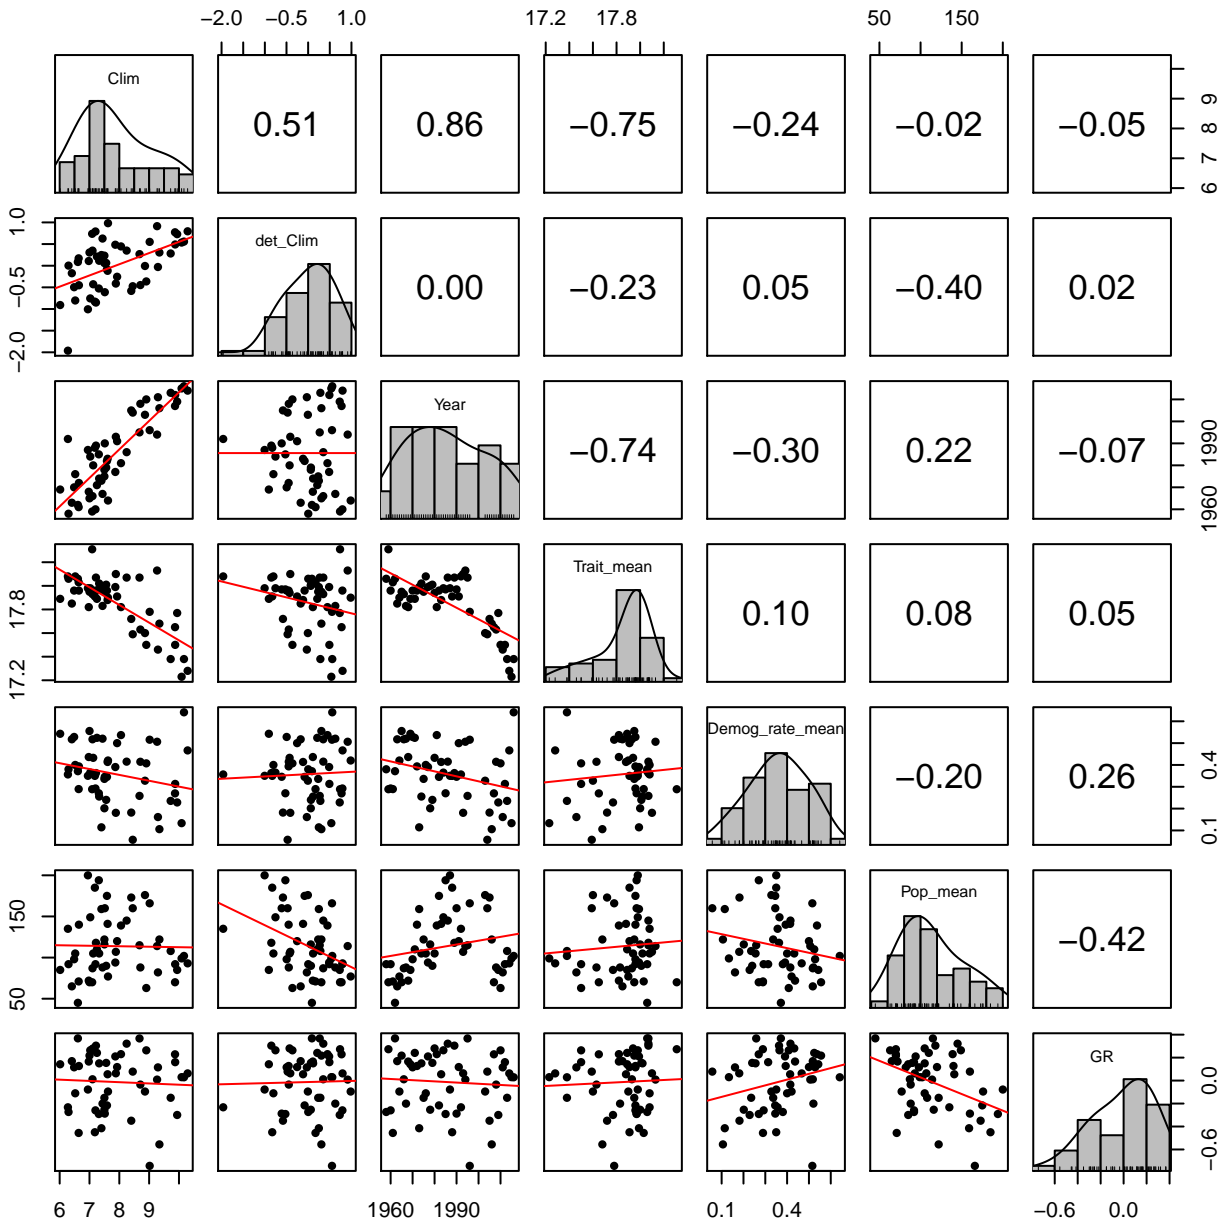 −2.0 −0.5 1.0 17.2 17.8 50 150
Clim 0.51 0.86 −0.75 −0.24 −0.02 −0.05 6 7 8 9
−2.0 −0.5 1.0 det_Clim 0.00 −0.23 0.05 −0.40 0.02
Year −0.74 −0.30 0.22 −0.07 1960 1990
17.2 17.8 Trait_mean 0.10 0.08 0.05
Demog_rate_mean −0.20 0.26 0.1 0.4
50 150 Pop_mean −0.42
GR −0.6 0.0
6 7 8 9 1960 1990 0.1 0.4 −0.6 0.0